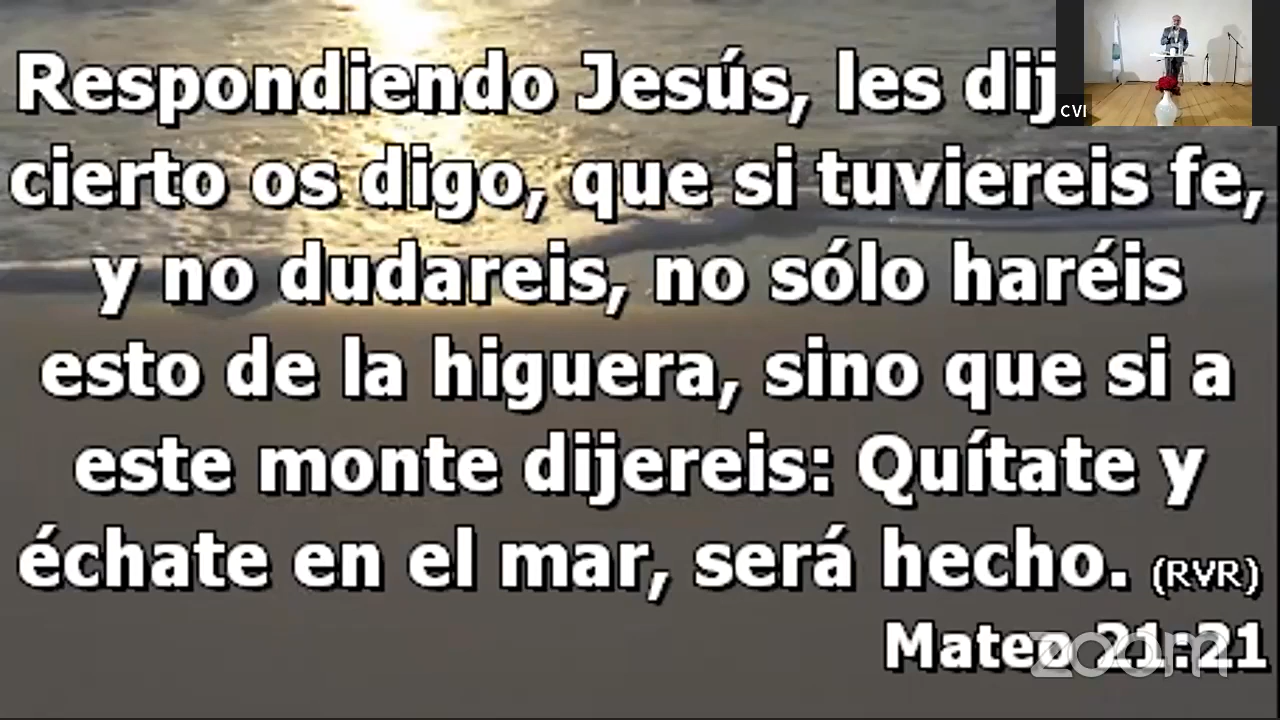 Respondiendo Jesús, les dij
cierto os digo, que si tuviereis fe,
y no dudareis, no sólo haréis
esto de la higuera, sino que si a
este monte dijereis: Quítate y
échate en el mar, será hecho. (RVR)
Mateo 21:21
CVI
zoom